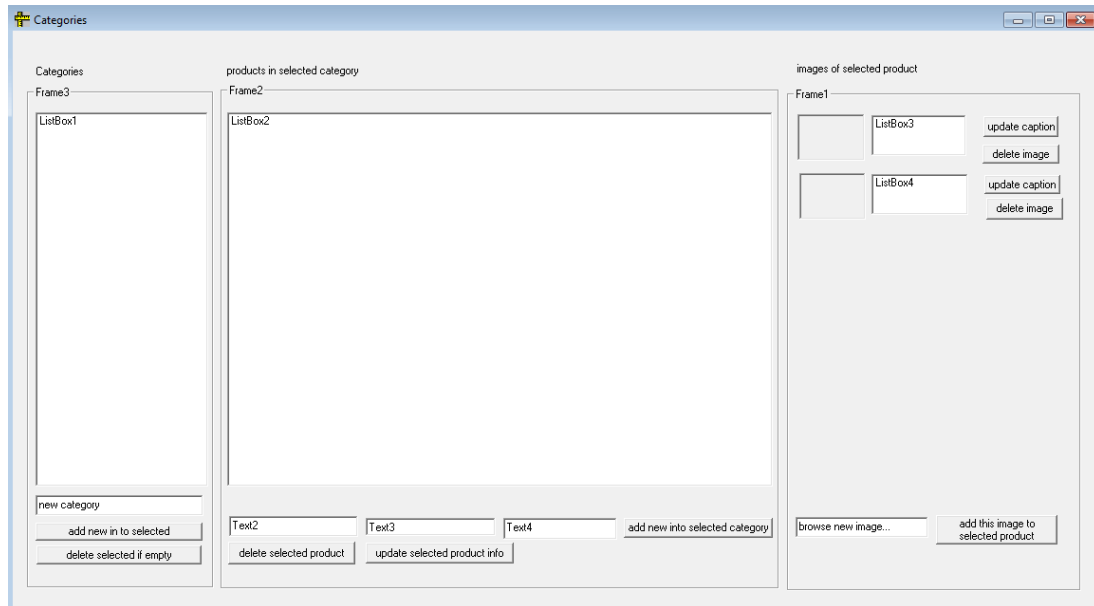 Categories
Categories
products in selected category
images of selected product
Frame3
Frame2
Frame1
ListBox1
ListBox2
ListBox3
update caption
delete image
ListBox4
update caption
delete image
new category
add new in to selected
delete selected if empty
Text2
Text3
Text4
add new into selected category
delete selected product
update selected product info
browse new image...
add this image to
selected product